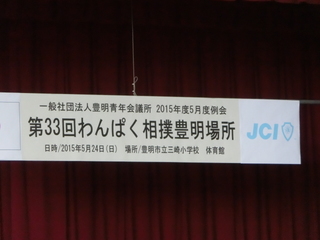 一般社団法人豊明青年会議所 2015年度5月度例会
第33回わんぱく相撲豊明場所
日時/2015年5月24日(日) 場所/豊明市立三崎小学校 体育館
JCI